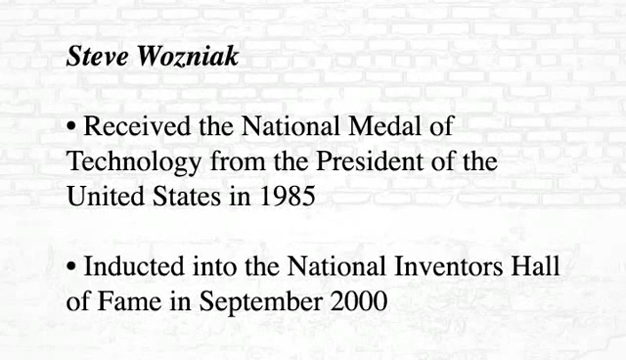 Steve Wozniak
• Received the National Medal of
Technology from the President of the
United States in 1985
• Inducted into the National Inventors Hall
of Fame in September 2000